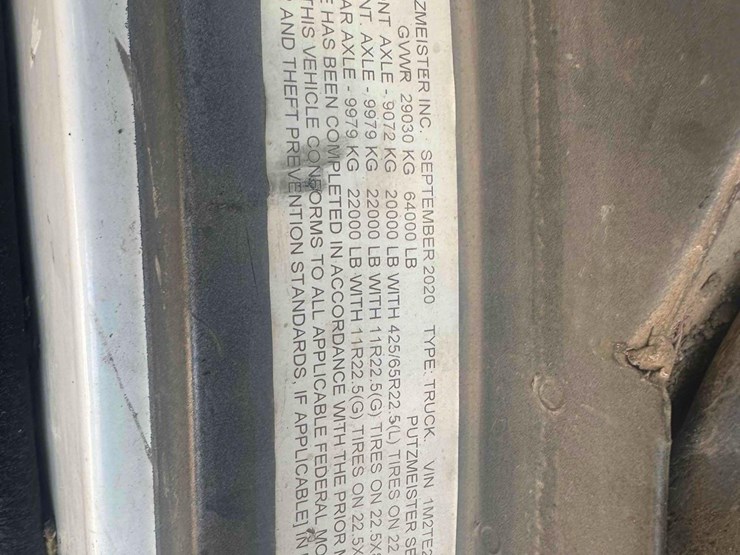 ZMEISTER INC. SEPTEMBER 2020 TYPE: TRUCK. VIN 1M2TE2
GVWR 29030 KG 64000 LB PUTZMEISTER SE
NT AXLE - 9072 KG 20000 LB WITH 425/65R22.5(L) TIRES ON 22
NT. AXLE - 9979 KG 22000 LB WITH 11R22.5(G) TIRES ON 22.5X
AR AXLE - 9979 KG 22000 LB WITH 11R22.5(G) TIRES ON 22.5X
E HAS BEEN COMPLETED IN ACCORDANCE WITH THE PRIOR M
THIS VEHICLE CONFORMS TO ALL APPLICABLE FEDERAL MO
AND THEFT PREVENTION STANDARDS, IF APPLICABLE] IN